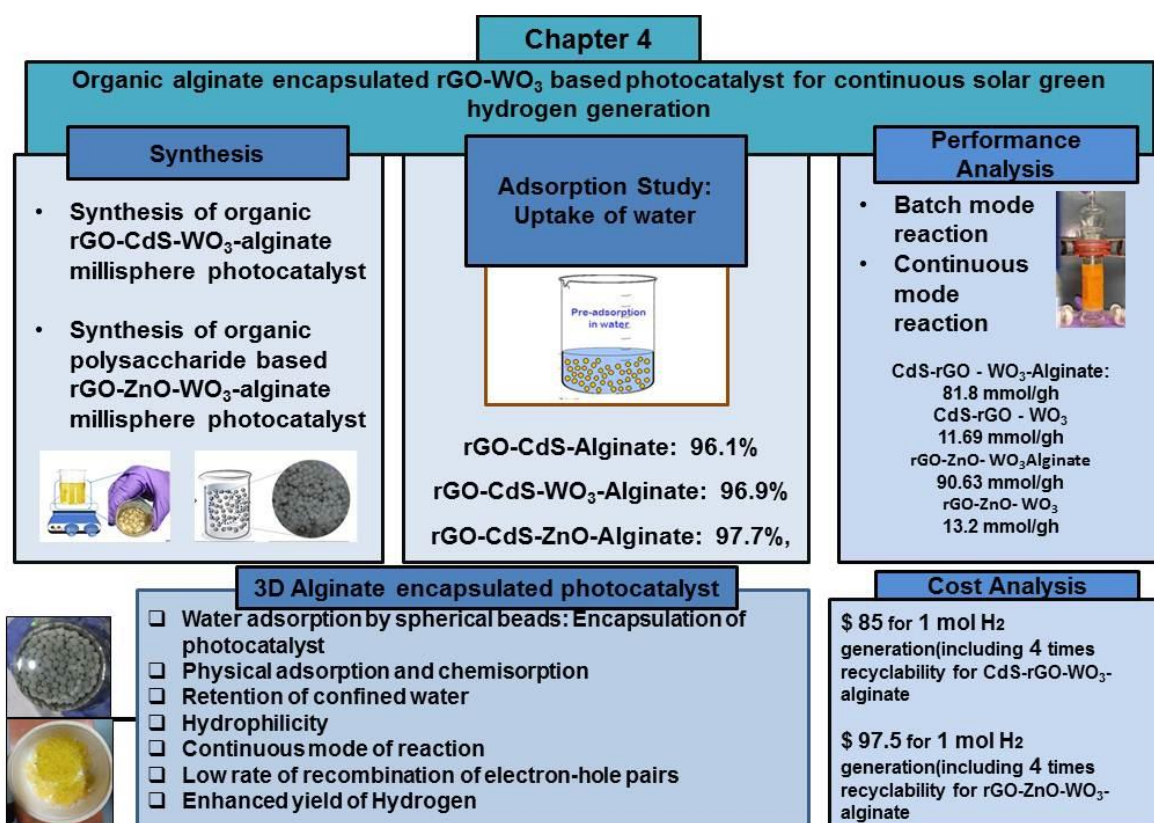 Chapter 4
Organic alginate encapsulated rGO-WO₃ based photocatalyst for continuous solar green
hydrogen generation
Synthesis
• Synthesis of organic
rGO-CdS-WO₃-alginate
millisphere photocatalyst
• Synthesis of organic
polysaccharide based
rGO-ZnO-WO₃-alginate
millisphere photocatalyst
Adsorption Study:
Uptake of water
Pre-adsorption
in water
rGO-CdS-Alginate: 96.1%
rGO-CdS-WO₃-Alginate: 96.9%
rGO-CdS-ZnO-Alginate: 97.7%,
Performance
Analysis
• Batch mode
reaction
• Continuous
mode
reaction
CdS-rGO - WO₃-Alginate:
81.8 mmol/gh
CdS-rGO - WO₃
11.69 mmol/gh
rGO-ZnO- WO₃Alginate
90.63 mmol/gh
rGO-ZnO- WO₃
13.2 mmol/gh
3D Alginate encapsulated photocatalyst
❑ Water adsorption by spherical beads: Encapsulation of
photocatalyst
❑ Physical adsorption and chemisorption
❑ Retention of confined water
❑ Hydrophilicity
❑ Continuous mode of reaction
❑ Low rate of recombination of electron-hole pairs
❑ Enhanced yield of Hydrogen
Cost Analysis
$ 85 for 1 mol H₂
generation(including 4 times
recyclability for CdS-rGO-WO₃-
alginate
$ 97.5 for 1 mol H₂
generation(including 4 times
recyclability for rGO-ZnO-WO₃-
alginate